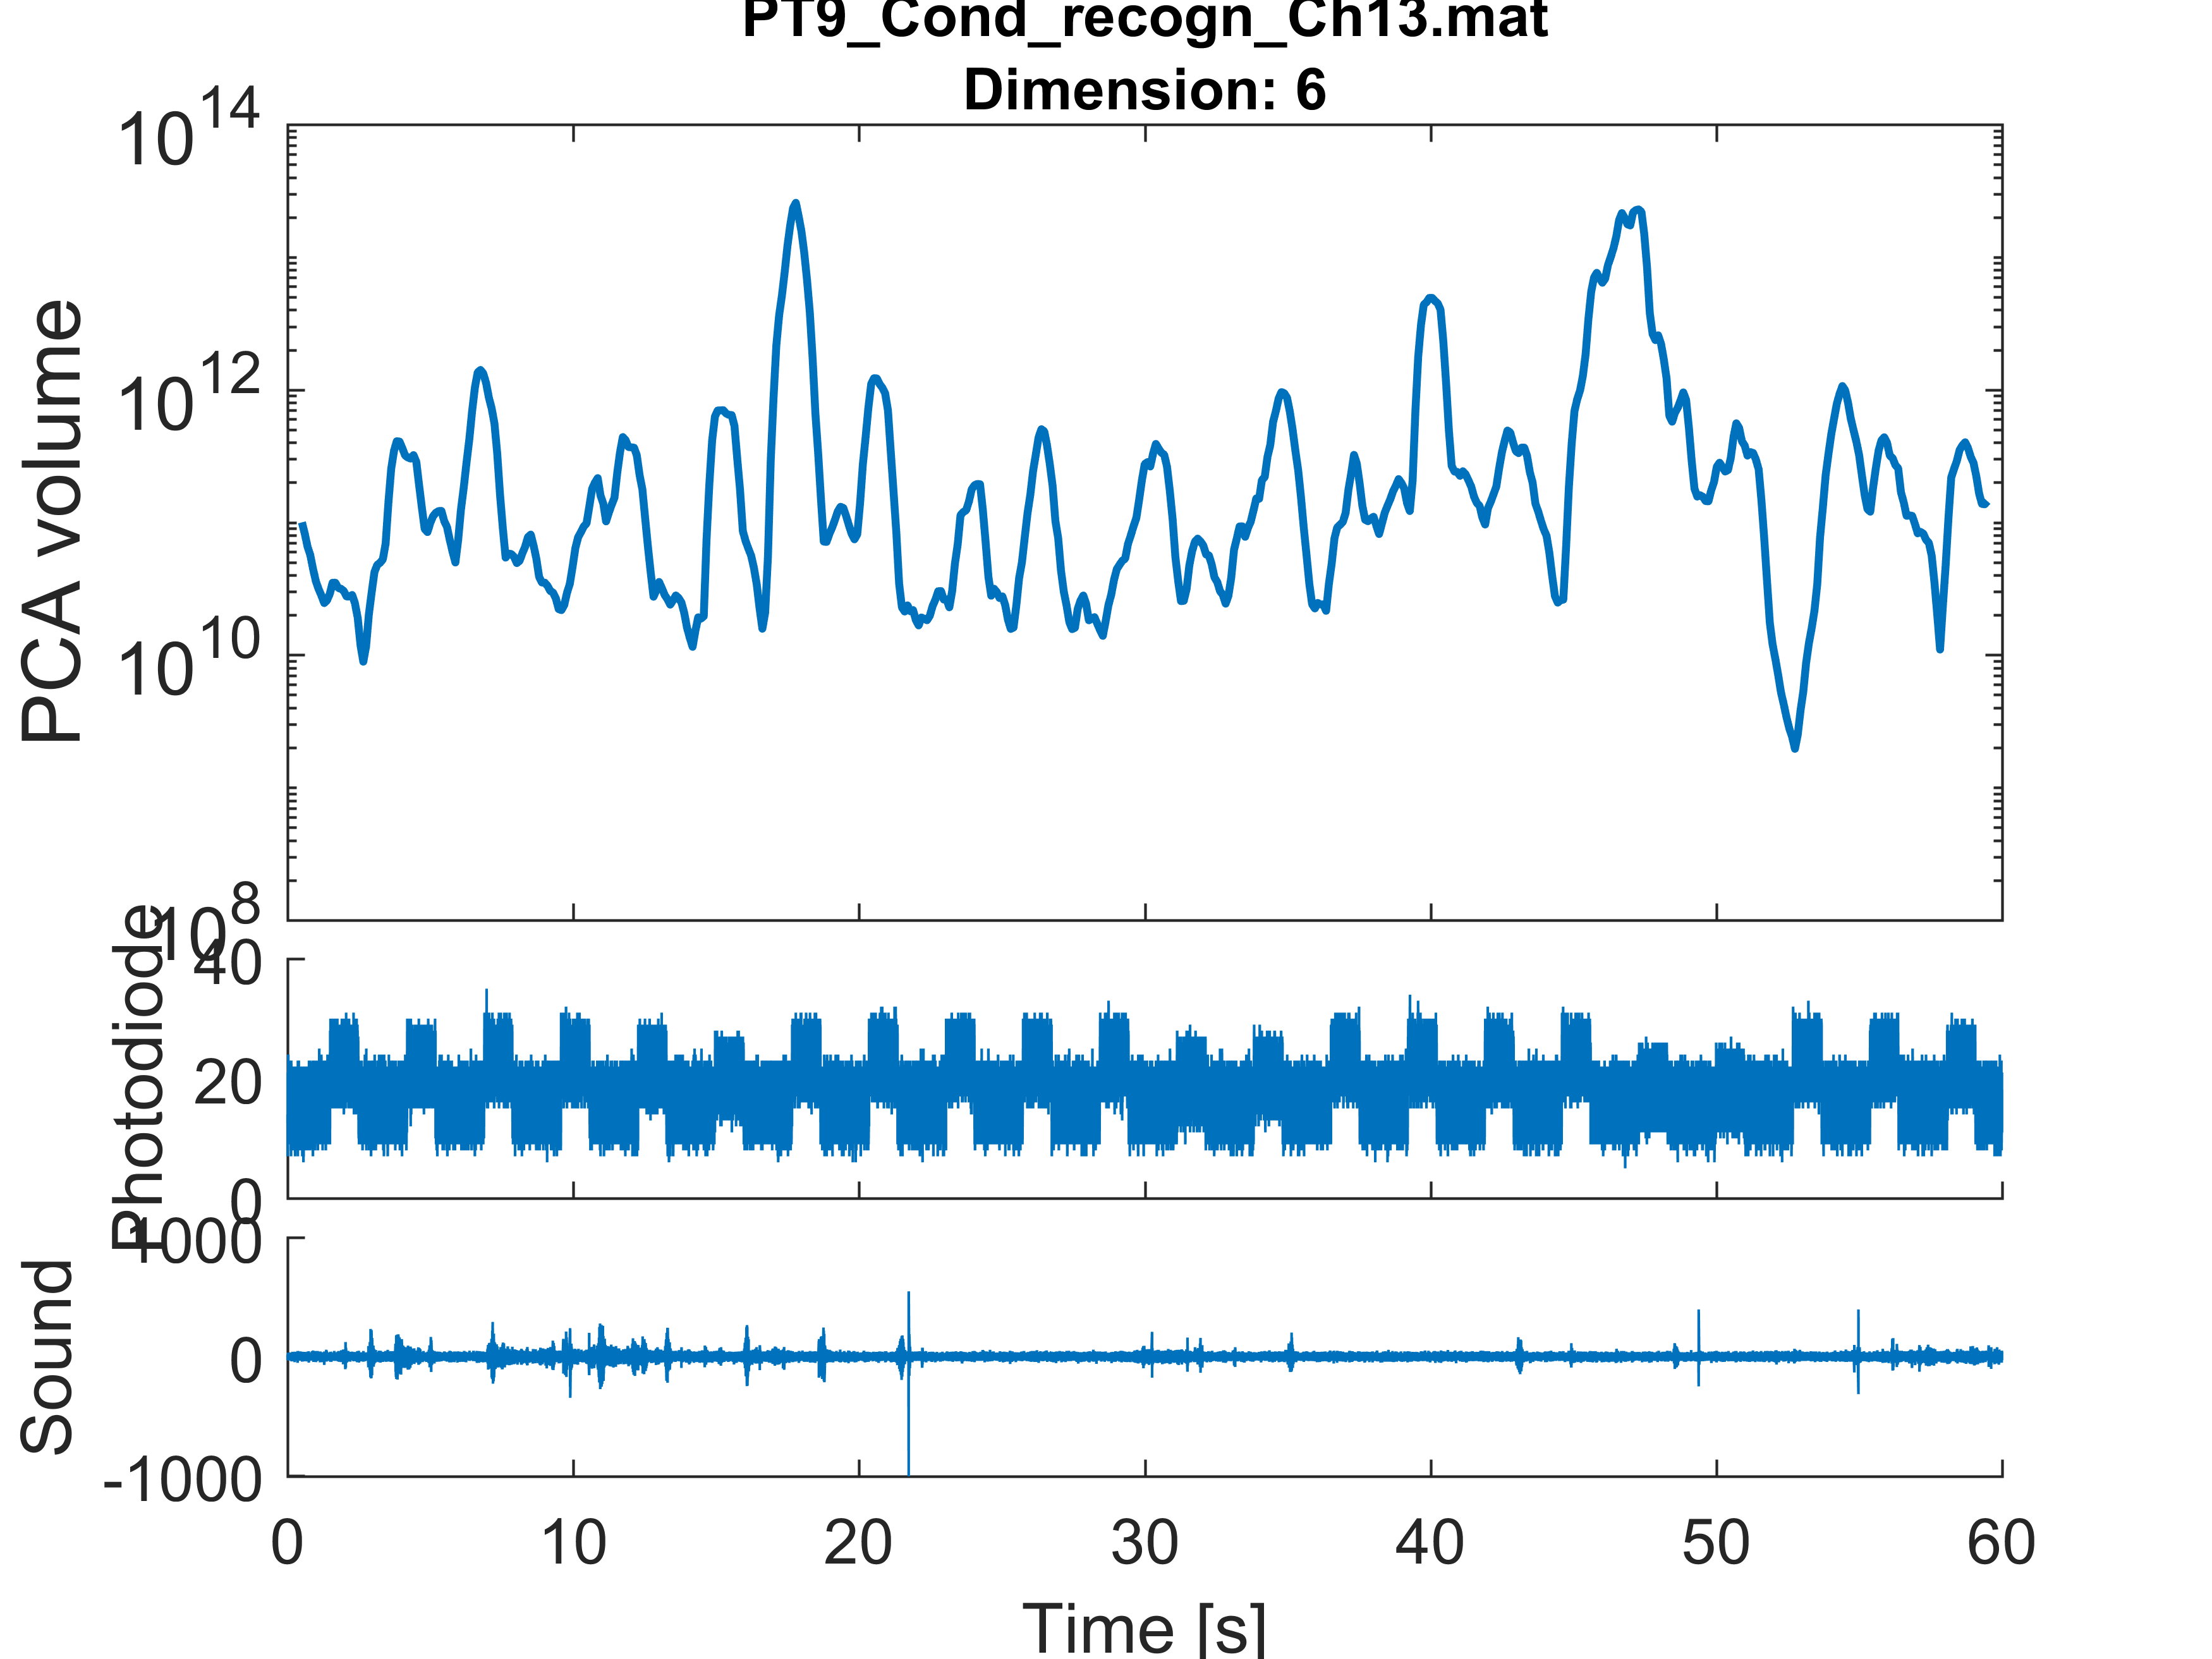 PT9_Cond_recogn_Ch13.mat
Dimension: 6
PCA volume
10^14
10^12
10^10
10^8
Photodiode
40
20
0
Sound
1000
0
-1000
0 10 20 30 40 50 60
Time [s]